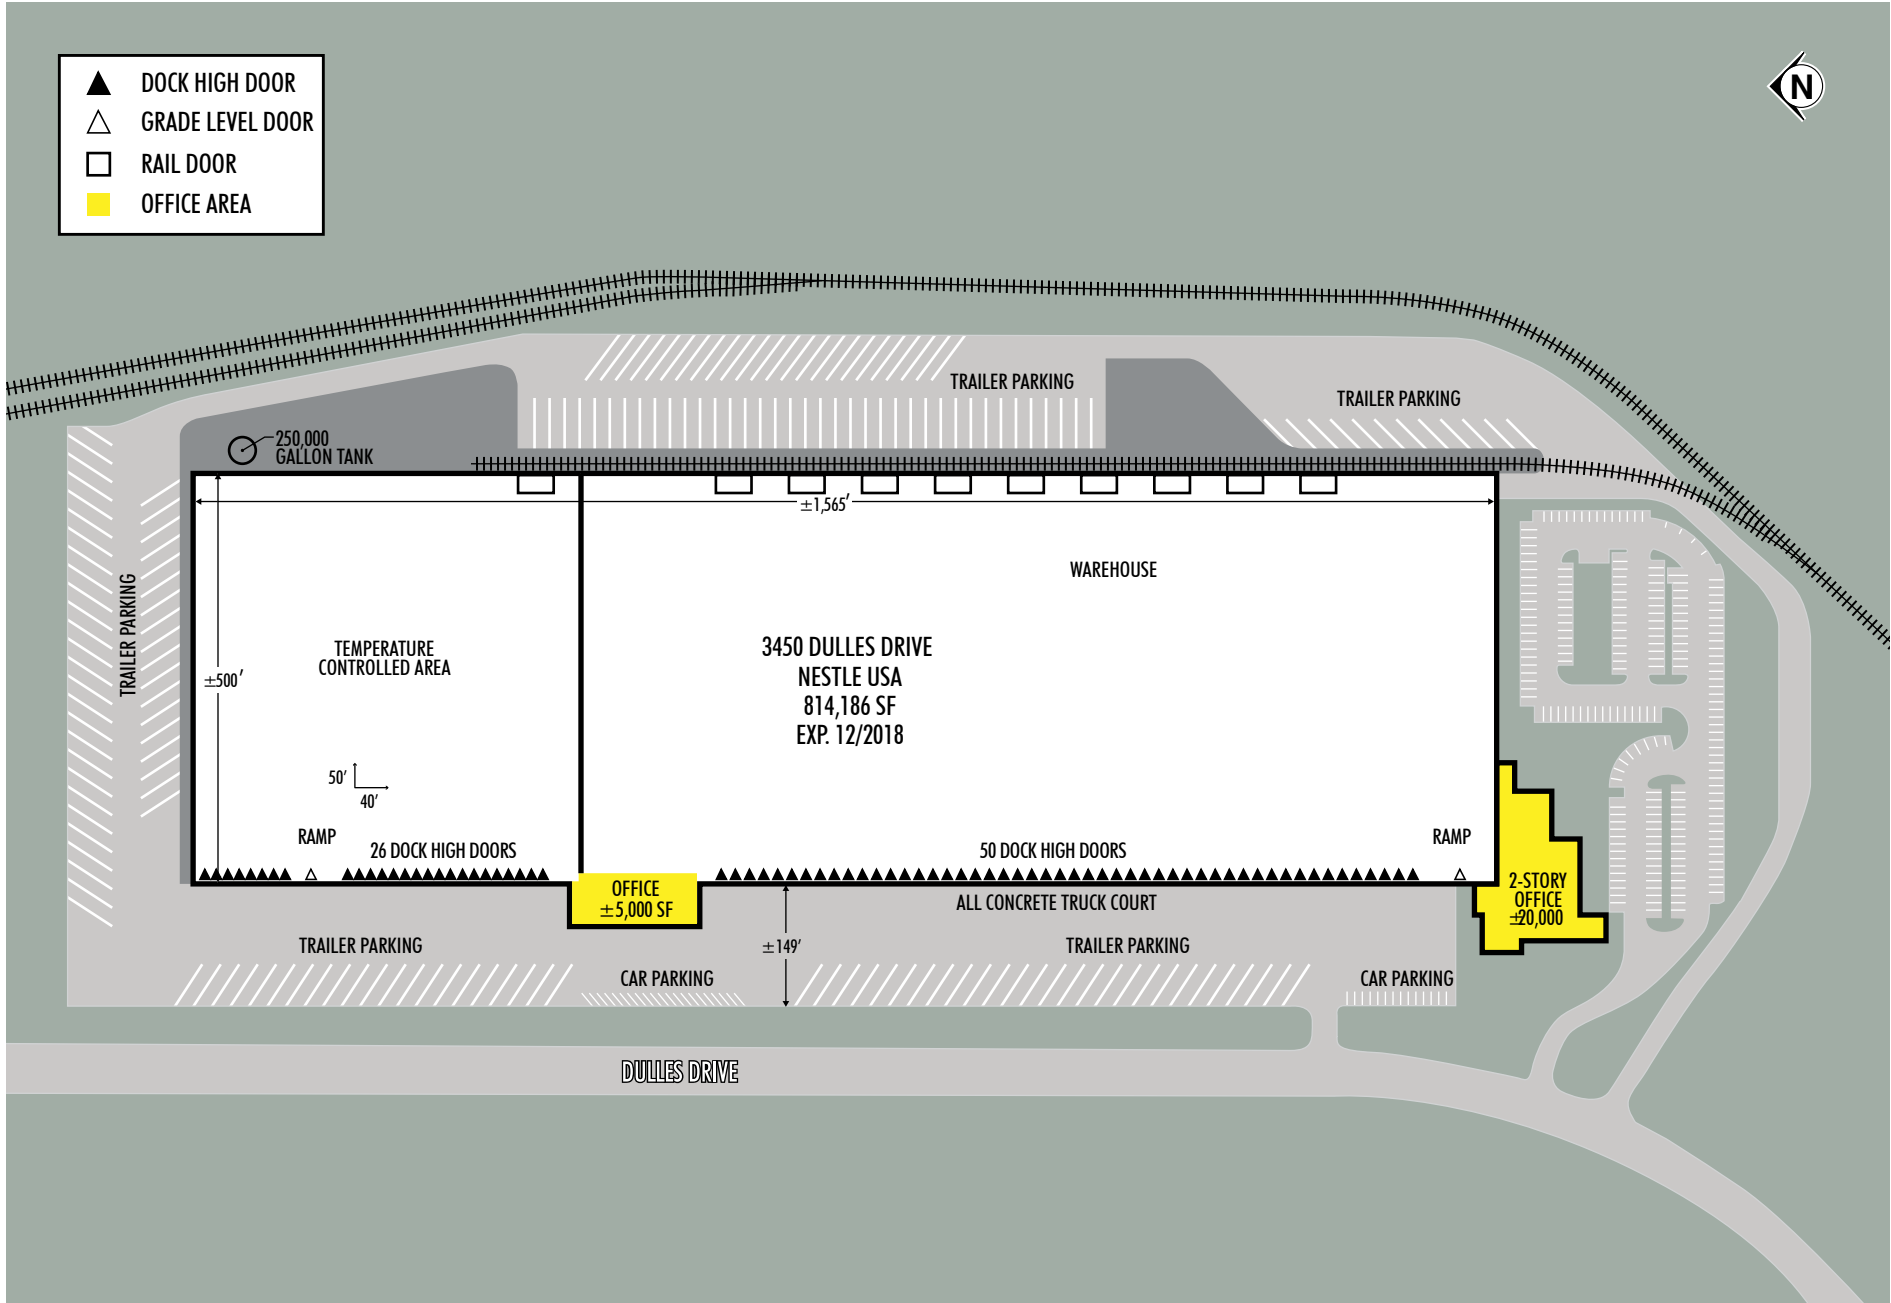 DOCK HIGH DOOR
GRADE LEVEL DOOR
RAIL DOOR
OFFICE AREA
N
TRAILER PARKING
TRAILER PARKING
250,000
GALLON TANK
±1,565′
WAREHOUSE
TRAILER PARKING
TEMPERATURE
CONTROLLED AREA
±500′
3450 DULLES DRIVE
NESTLE USA
814,186 SF
EXP. 12/2018
50′
40′
RAMP
26 DOCK HIGH DOORS
50 DOCK HIGH DOORS
RAMP
OFFICE
±5,000 SF
ALL CONCRETE TRUCK COURT
2-STORY
OFFICE
±20,000
TRAILER PARKING
±149′
TRAILER PARKING
CAR PARKING
CAR PARKING
DULLES DRIVE